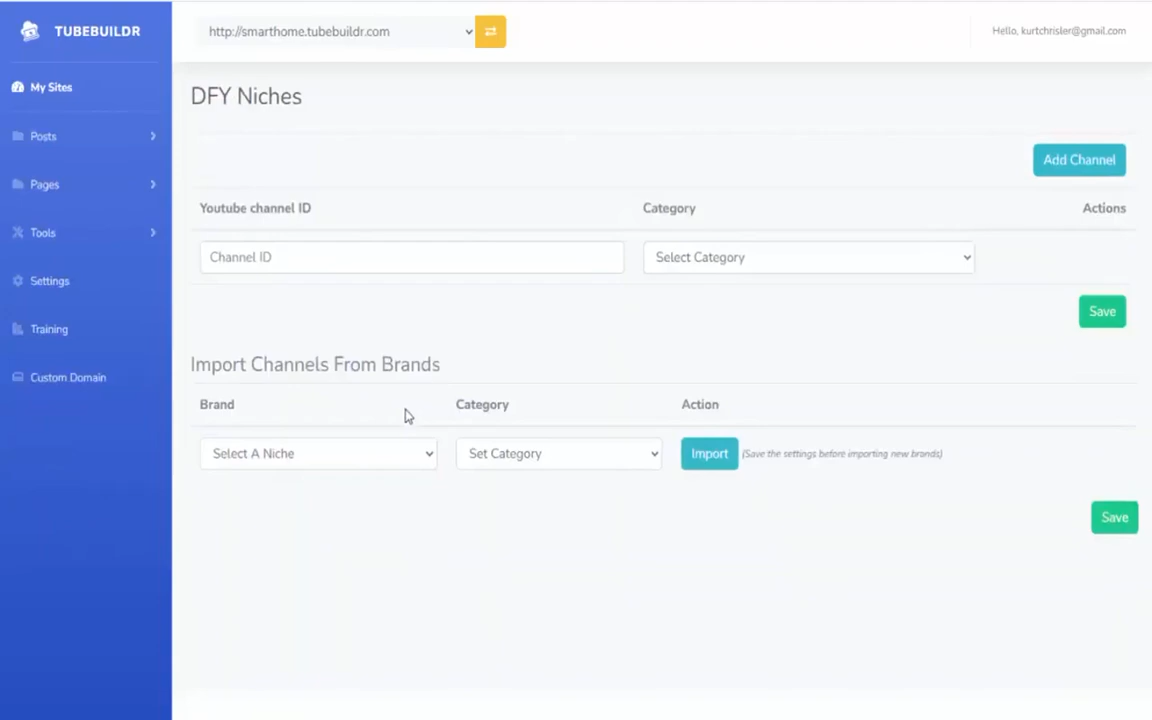 TUBEBUILDR
http://smarthome.tubebuildr.com
Hello, kurtchrisler@gmail.com
My Sites
Posts
Pages
Tools
Settings
Training
Custom Domain
DFY Niches
Add Channel
Youtube channel ID Category Actions
Channel ID Select Category
Save
Import Channels From Brands
Brand Category Action
Select A Niche Set Category Import (Save the settings before importing new brands)
Save